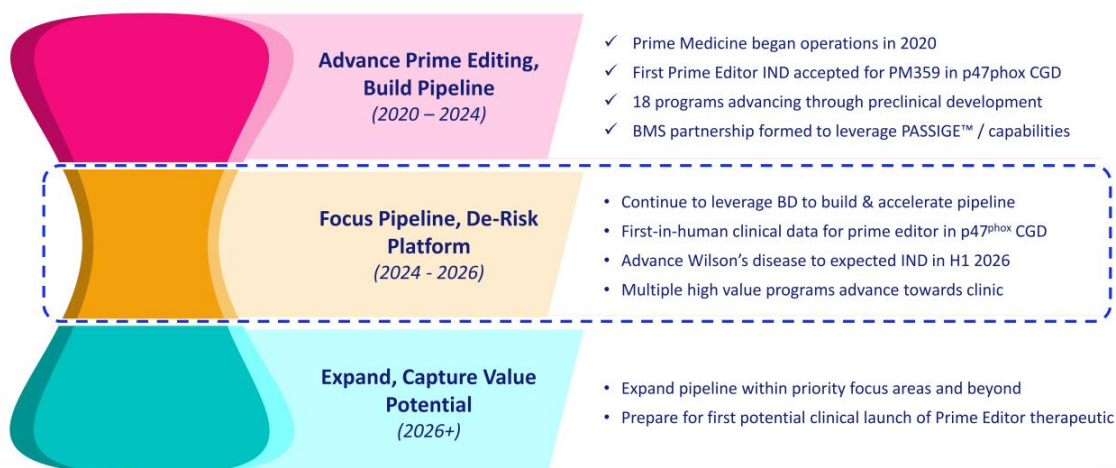 Advance Prime Editing,
Build Pipeline
(2020 – 2024)
✓ Prime Medicine began operations in 2020
✓ First Prime Editor IND accepted for PM359 in p47phox CGD
✓ 18 programs advancing through preclinical development
✓ BMS partnership formed to leverage PASSIGE™ / capabilities
Focus Pipeline, De-Risk
Platform
(2024 - 2026)
• Continue to leverage BD to build & accelerate pipeline
• First-in-human clinical data for prime editor in p47phox CGD
• Advance Wilson’s disease to expected IND in H1 2026
• Multiple high value programs advance towards clinic
Expand, Capture Value
Potential
(2026+)
• Expand pipeline within priority focus areas and beyond
• Prepare for first potential clinical launch of Prime Editor therapeutic